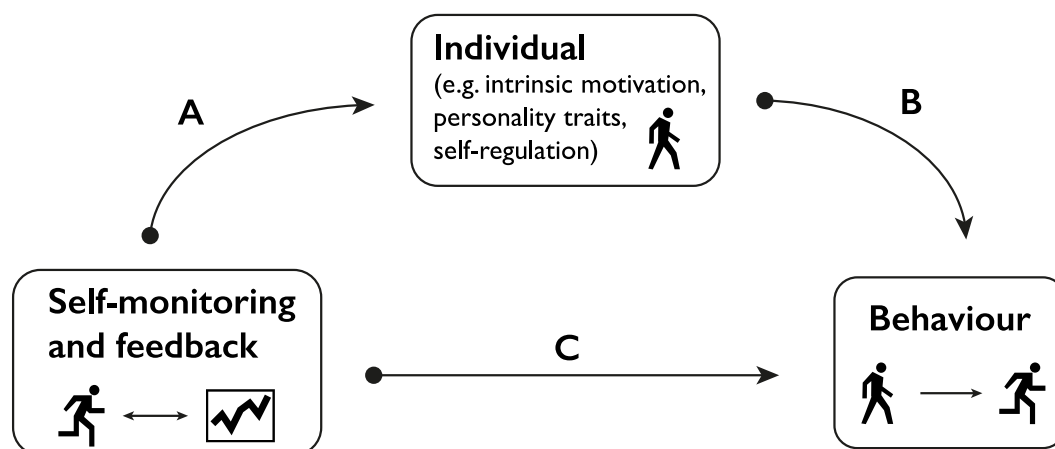 Individual
(e.g. intrinsic motivation,
personality traits,
self-regulation)
A
B
Self-monitoring
and feedback
C
Behaviour